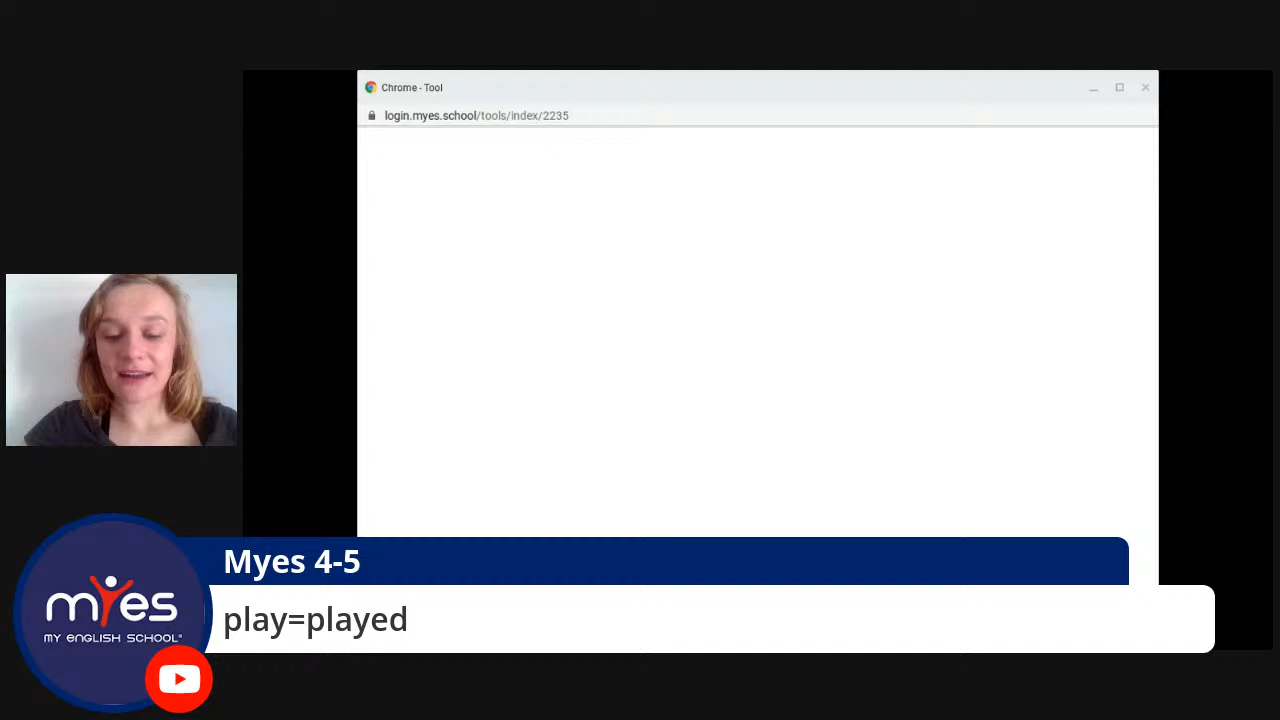 Chrome - Tool
login.myes.school/tools/index/2235
Myes 4-5
play=played
myes
MY ENGLISH SCHOOL®